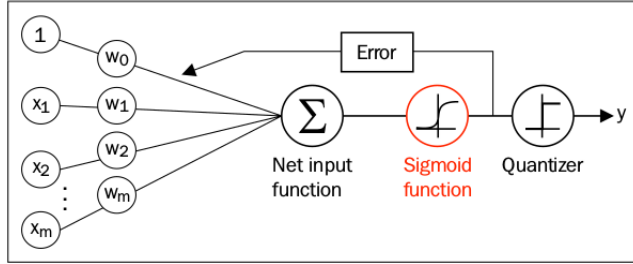 1
w0
Error
x1
w1
Σ
y
x2
w2
Net input
function
Sigmoid
function
Quantizer
wm
xm